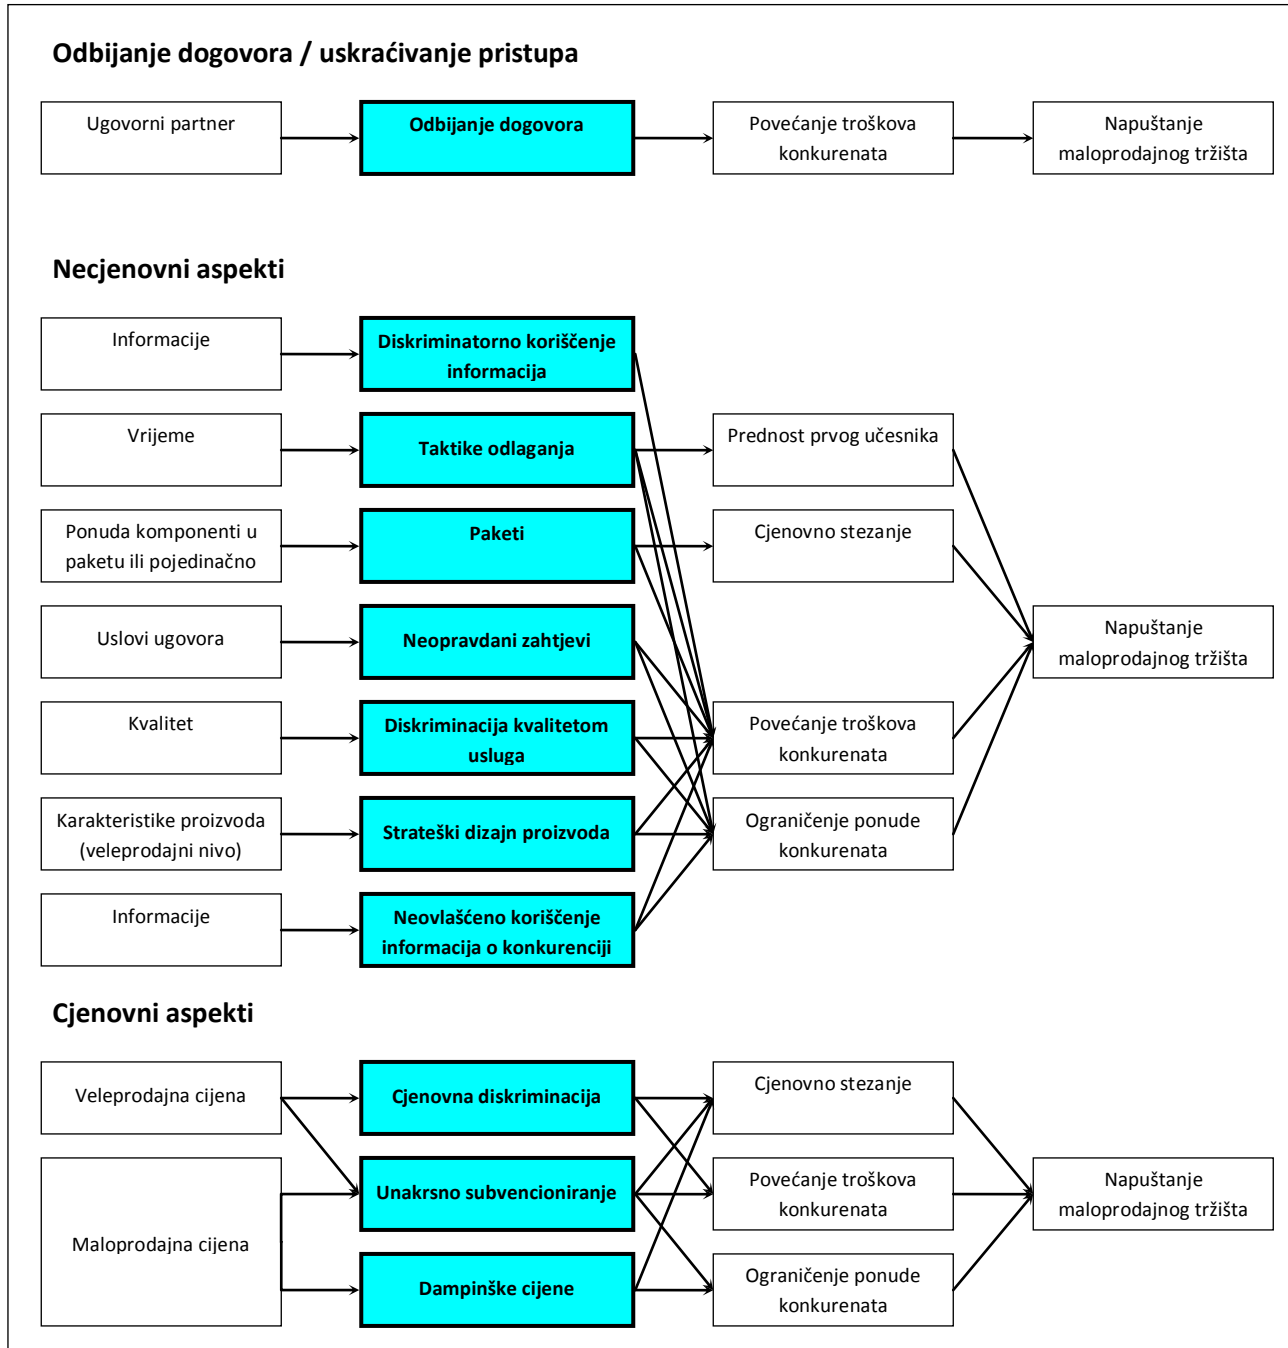 Odbijanje dogovora / uskraćivanje pristupa
Ugovorni partner
Odbijanje dogovora
Povećanje troškova
konkurenata
Napuštanje
maloprodajnog tržišta
Necjenovni aspekti
Informacije
Diskriminatorno koriščenje
informacija
Vrijeme
Taktike odlaganja
Prednost prvog učesnika
Ponuda komponenti u
paketu ili pojedinačno
Paketi
Cjenovno stezanje
Uslovi ugovora
Neopravdani zahtjevi
Napuštanje
maloprodajnog tržišta
Kvalitet
Diskriminacija kvalitetom
usluga
Povećanje troškova
konkurenata
Karakteristike proizvoda
(veleprodajni nivo)
Strateški dizajn proizvoda
Ograničenje ponude
konkurenata
Informacije
Neovlašćeno koriščenje
informacija o konkurenciji
Cjenovni aspekti
Veleprodajna cijena
Cjenovna diskriminacija
Cjenovno stezanje
Maloprodajna cijena
Unakrsno subvencioniranje
Povećanje troškova
konkurenata
Napuštanje
maloprodajnog tržišta
Dampinške cijene
Ograničenje ponude
konkurenata